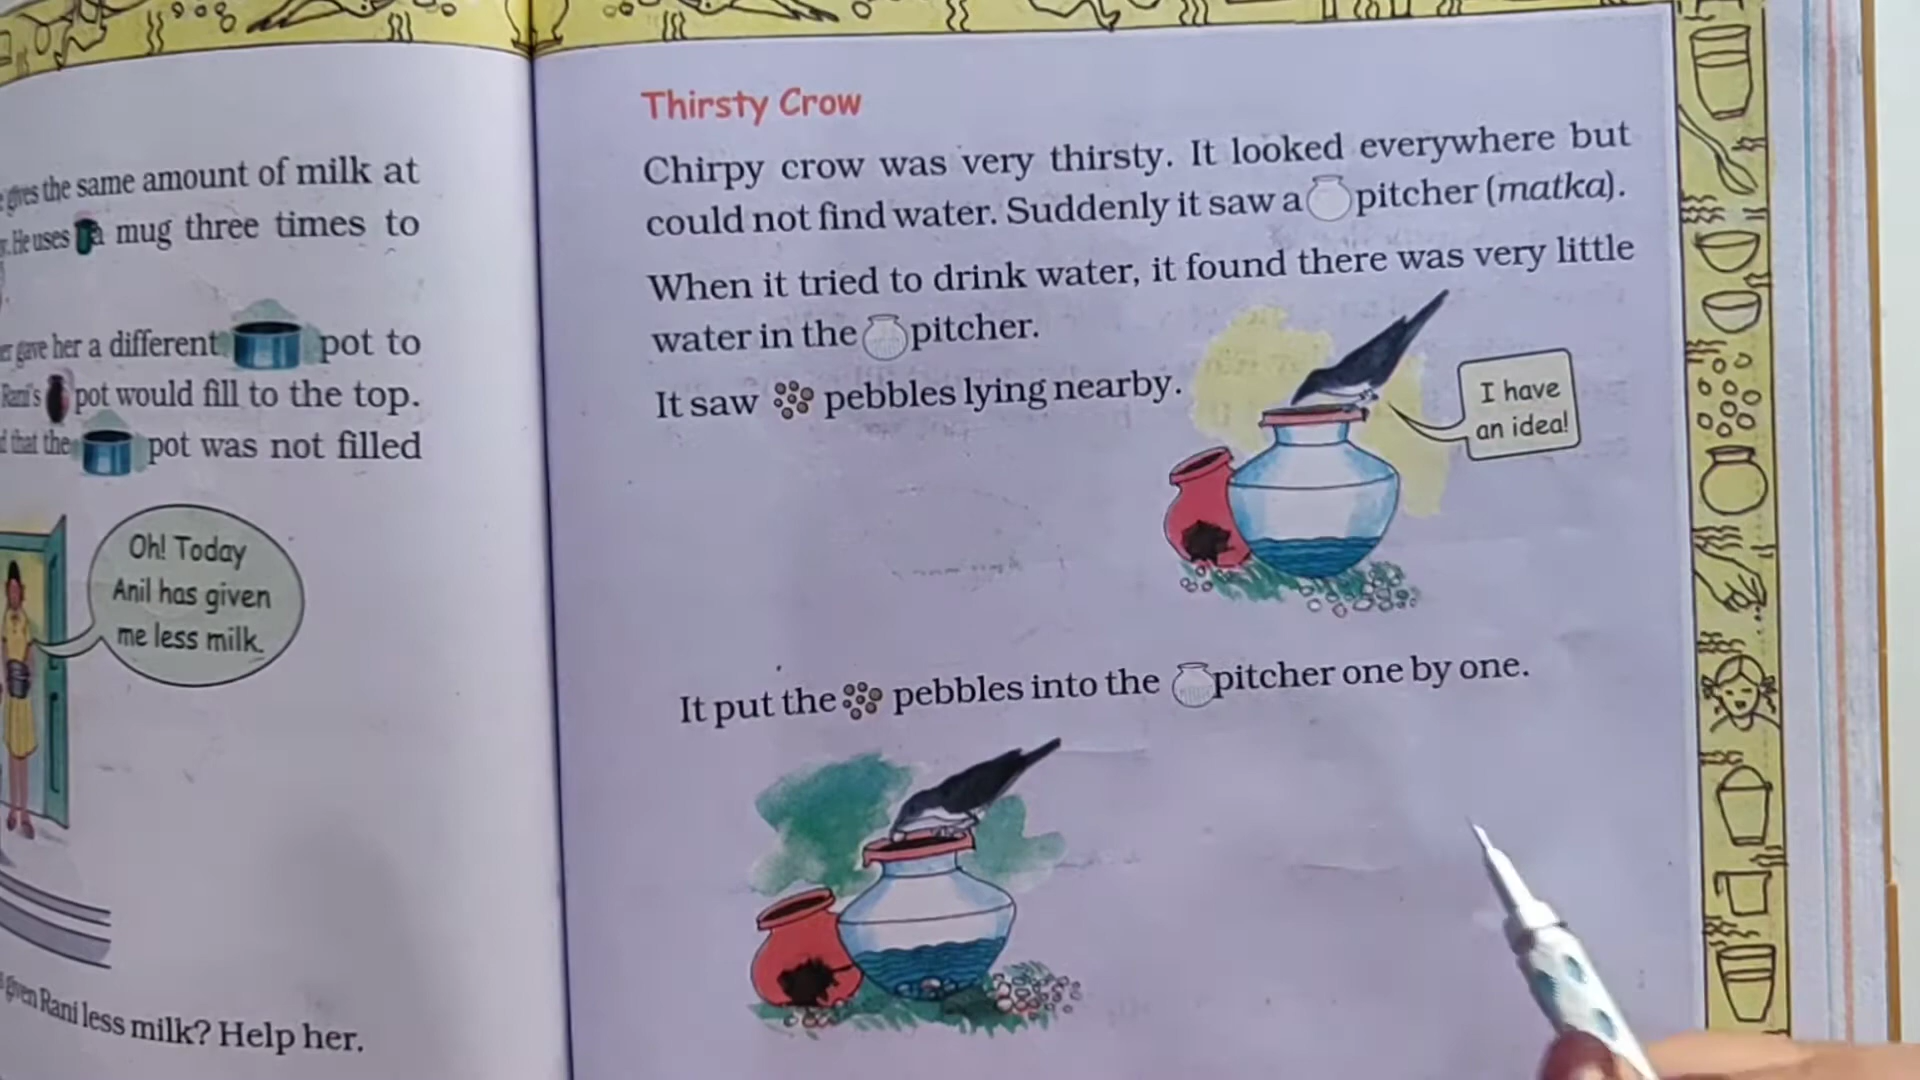 gives the same amount of milk at
He uses a mug three times to
gave her a different pot to
Rani's pot would fill to the top.
that the pot was not filled
Oh! Today
Anil has given
me less milk.
given Rani less milk? Help her.
Thirsty Crow
Chirpy crow was very thirsty. It looked everywhere but
could not find water. Suddenly it saw a pitcher (matka).
When it tried to drink water, it found there was very little
water in the pitcher.
It saw pebbles lying nearby.
I have
an idea!
It put the pebbles into the pitcher one by one.